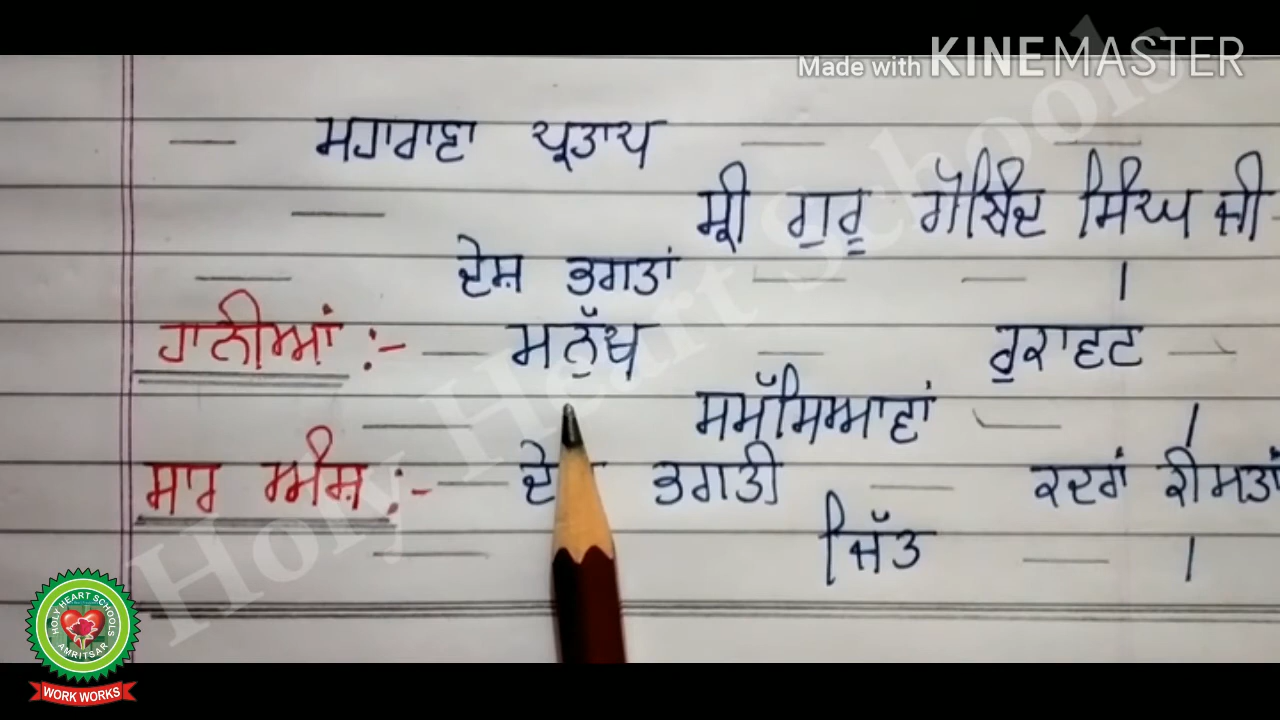 Made with KINEMASTER
— ਮਹਾਰਾਣਾ ਪ੍ਰਤਾਪ — —
— ਸ਼੍ਰੀ ਗੁਰੂ ਗੋਬਿੰਦ ਸਿੰਘ ਜੀ
— ਦੇਸ਼ ਭਗਤਾਂ — — ।
ਹਾਨੀਆਂ :- — ਮਨੁੱਖ — ਰੁਕਾਵਟ —
— ਸਮੱਸਿਆਵਾਂ — ।
ਸਾਰ ਅੰਸ਼ :- — ਭਗਤੀ — ਕਦਰਾਂ ਕੀਮਤਾਂ
— ਜਿੱਤ — ।
Holy Heart Schools
HOLY HEART SCHOOLS
AMRITSAR
WORK WORKS